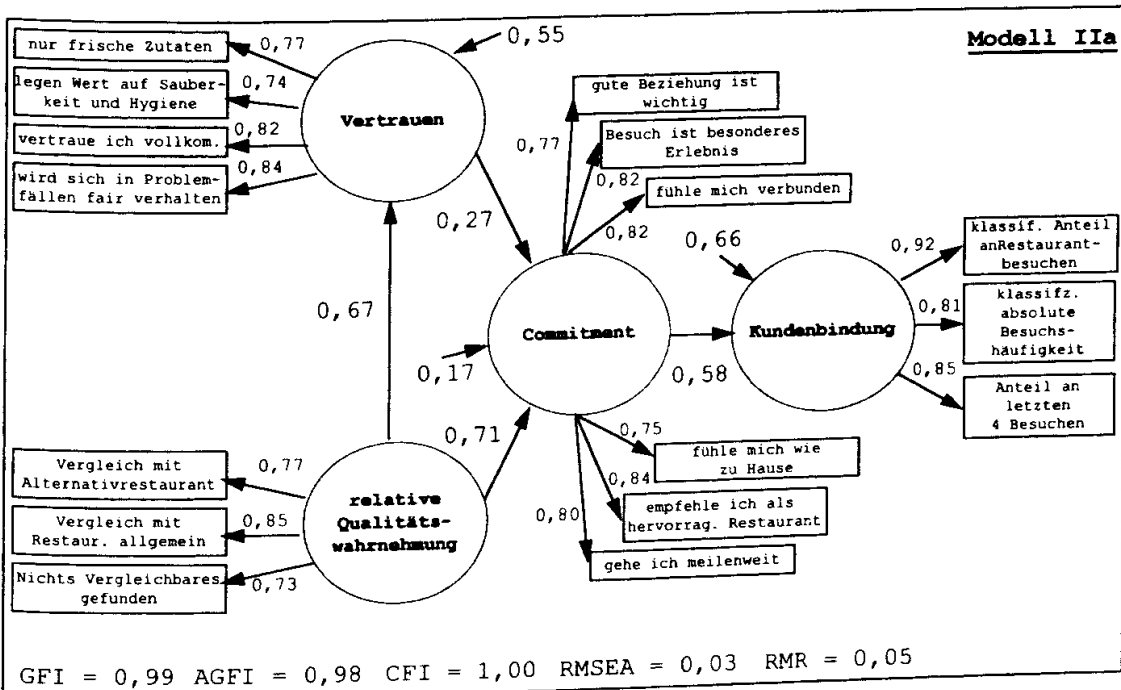 Modell IIa
nur frische Zutaten
0,77
0,55
legen Wert auf Sauber-
keit und Hygiene
0,74
vertraue ich vollkom.
0,82
wird sich in Problem-
fällen fair verhalten
0,84
Vertrauen
gute Beziehung ist
wichtig
0,77
Besuch ist besonderes
Erlebnis
0,82
fühle mich verbunden
0,82
0,27
0,67
0,66
klassif. Anteil
anRestaurant-
besuchen
0,92
Commitment
Kundenbindung
0,81
klassifz.
absolute
Besuchs-
häufigkeit
0,17
0,58
0,85
Anteil an
letzten
4 Besuchen
0,71
0,75
fühle mich wie
zu Hause
0,84
empfehle ich als
hervorrag. Restaurant
0,80
gehe ich meilenweit
Vergleich mit
Alternativrestaurant
0,77
Vergleich mit
Restaur. allgemein
0,85
Nichts Vergleichbares
gefunden
0,73
relative
Qualitäts-
wahrnehmung
GFI = 0,99 AGFI = 0,98 CFI = 1,00 RMSEA = 0,03 RMR = 0,05